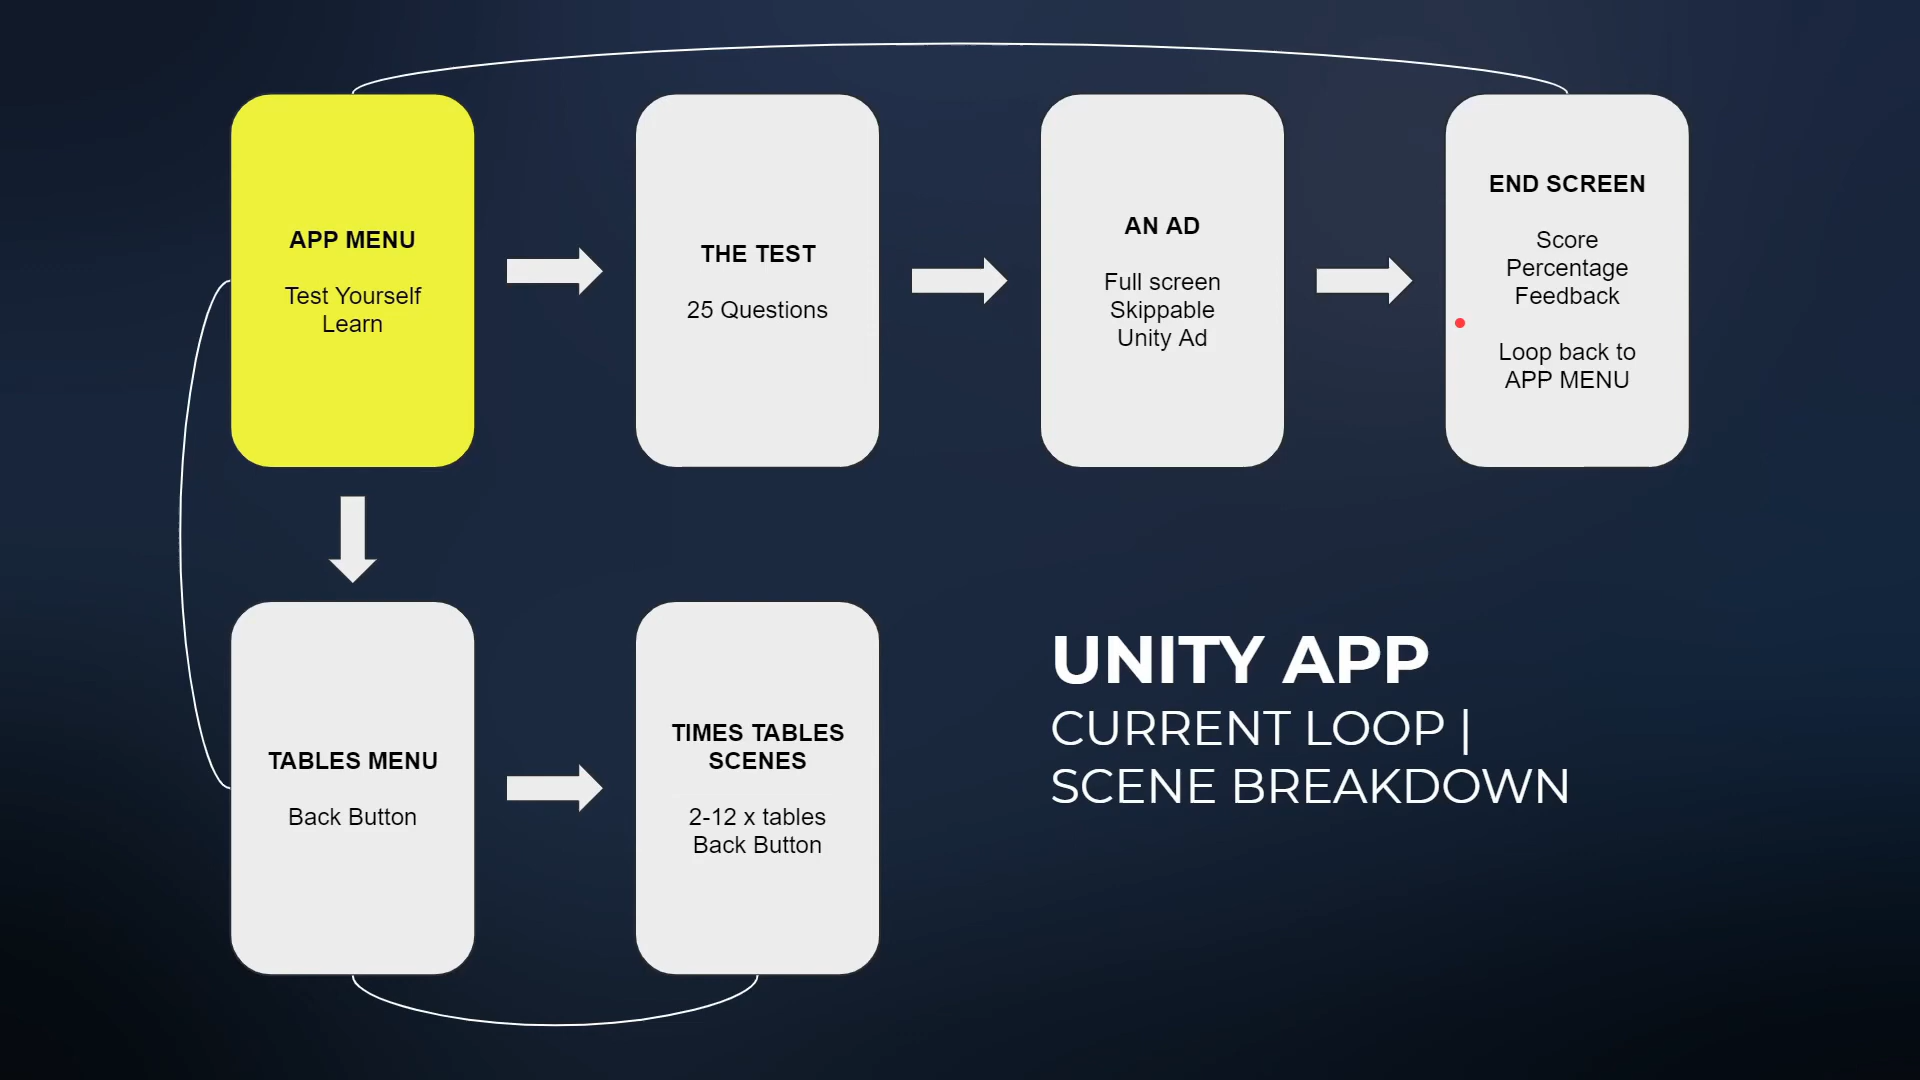 APP MENU
Test Yourself
Learn
THE TEST
25 Questions
AN AD
Full screen
Skippable
Unity Ad
END SCREEN
Score
Percentage
Feedback
Loop back to
APP MENU
TABLES MENU
Back Button
TIMES TABLES
SCENES
2-12 x tables
Back Button
UNITY APP
CURRENT LOOP |
SCENE BREAKDOWN